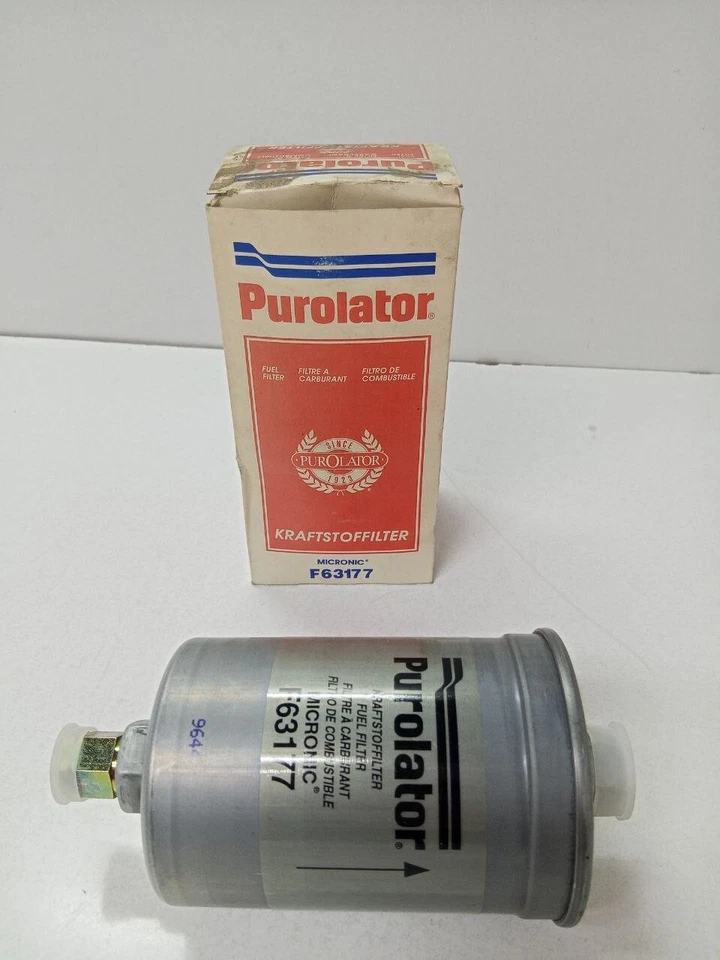 Purolator
Purolator®
FUEL FILTER
FILTRE A CARBURANT
FILTRO DE COMBUSTIBLE
SINCE
PUROLATOR
1923
KRAFTSTOFFILTER
MICRONIC®
F63177
Purolator®
KRAFTSTOFFILTER
FUEL FILTER
FILTRE À CARBURANT
FILTRO DE COMBUSTIBLE
MICRONIC®
F63177